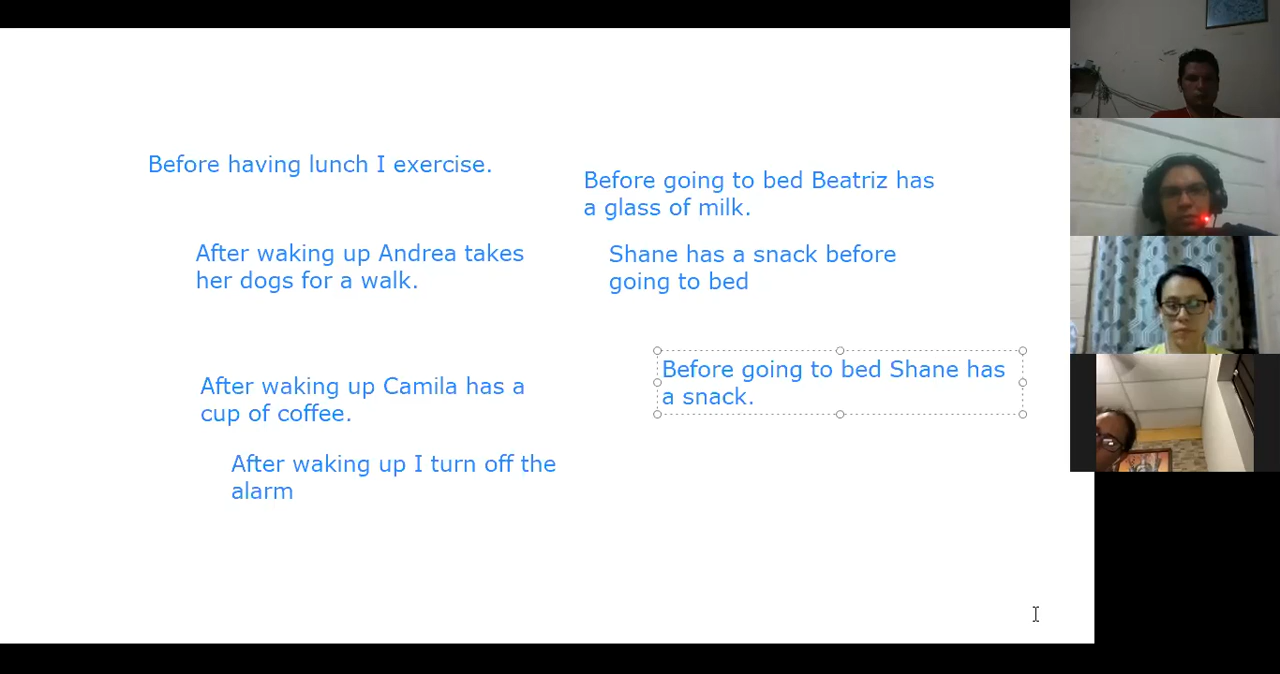 Before having lunch I exercise.
After waking up Andrea takes
her dogs for a walk.
After waking up Camila has a
cup of coffee.
After waking up I turn off the
alarm
Before going to bed Beatriz has
a glass of milk.
Shane has a snack before
going to bed
Before going to bed Shane has
a snack.